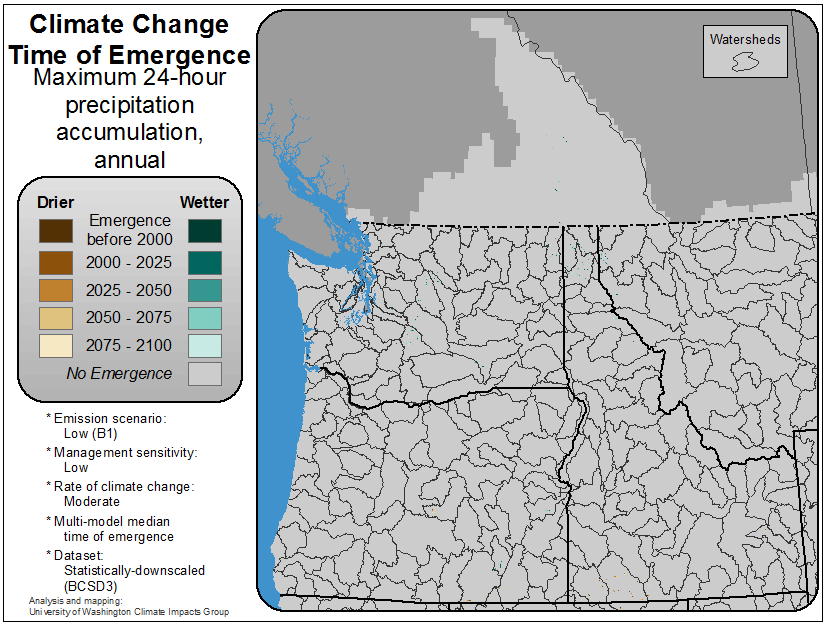 Climate Change
Time of Emergence
Maximum 24-hour
precipitation
accumulation,
annual
Drier Wetter
Emergence
before 2000
2000 - 2025
2025 - 2050
2050 - 2075
2075 - 2100
No Emergence
* Emission scenario:
Low (B1)
* Management sensitivity:
Low
* Rate of climate change:
Moderate
* Multi-model median
time of emergence
* Dataset:
Statistically-downscaled
(BCSD3)
Analysis and mapping:
University of Washington Climate Impacts Group
Watersheds